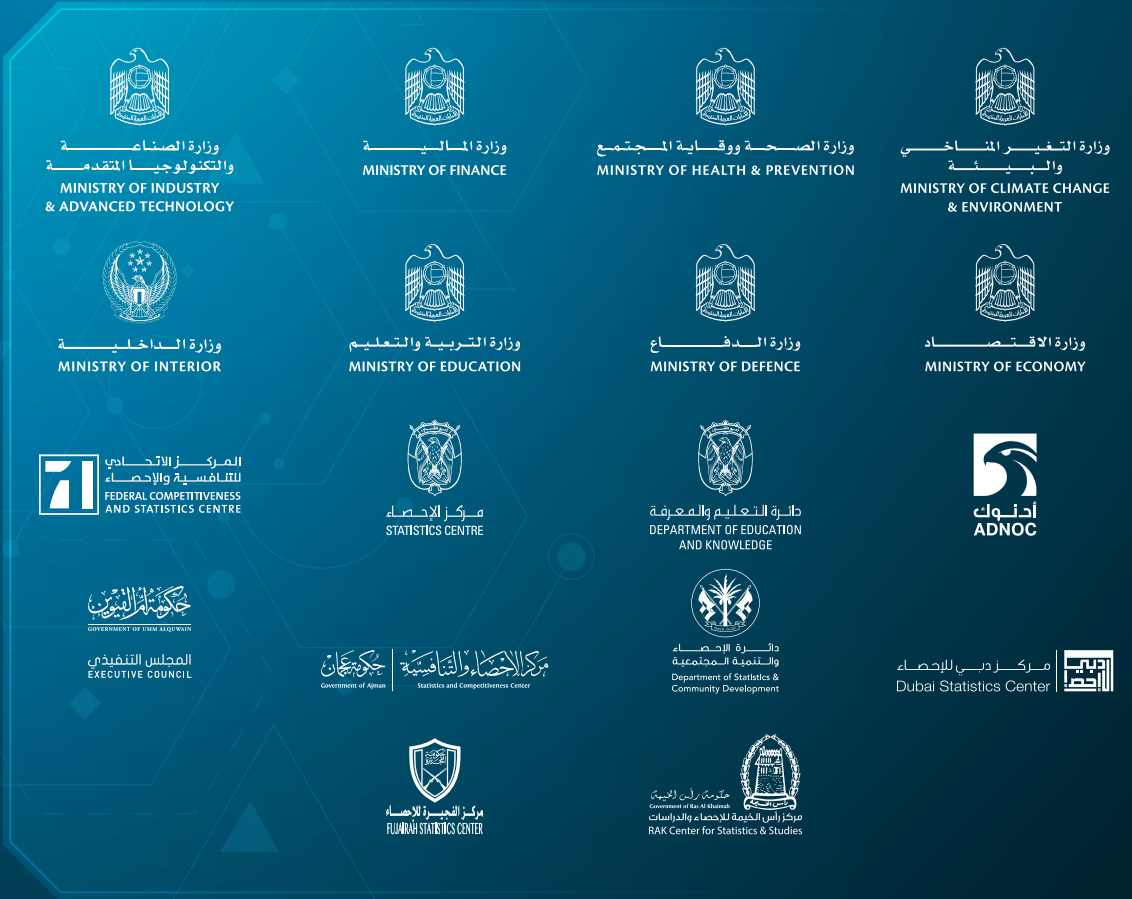 وزارة الصناعة
والتكنولوجيا المتقدمة
MINISTRY OF INDUSTRY
& ADVANCED TECHNOLOGY
وزارة المالية
MINISTRY OF FINANCE
وزارة الصحة ووقاية المجتمع
MINISTRY OF HEALTH & PREVENTION
وزارة التغير المناخي
والبيئة
MINISTRY OF CLIMATE CHANGE
& ENVIRONMENT
وزارة الداخلية
MINISTRY OF INTERIOR
وزارة التربية والتعليم
MINISTRY OF EDUCATION
وزارة الدفاع
MINISTRY OF DEFENCE
وزارة الاقتصاد
MINISTRY OF ECONOMY
المركز الاتحادي
للتنافسية والإحصاء
FEDERAL COMPETITIVENESS
AND STATISTICS CENTRE
مركز الإحصاء
STATISTICS CENTRE
دائرة التعليم والمعرفة
DEPARTMENT OF EDUCATION
AND KNOWLEDGE
أدنوك
ADNOC
حكومة أم القيوين
GOVERNMENT OF UMM ALQUWAIN
المجلس التنفيذي
EXECUTIVE COUNCIL
حكومة عجمان
Government of Ajman
مركز الإحصاء والتنافسية
Statistics and Competitiveness Center
دائرة الإحصاء
والتنمية المجتمعية
Department of Statistics &
Community Development
مركز دبي للإحصاء
Dubai Statistics Center
مركز الفجيرة للإحصاء
FUJAIRAH STATISTICS CENTER
حكومة رأس الخيمة
Government of Ras Al Khaimah
مركز رأس الخيمة للإحصاء والدراسات
RAK Center for Statistics & Studies